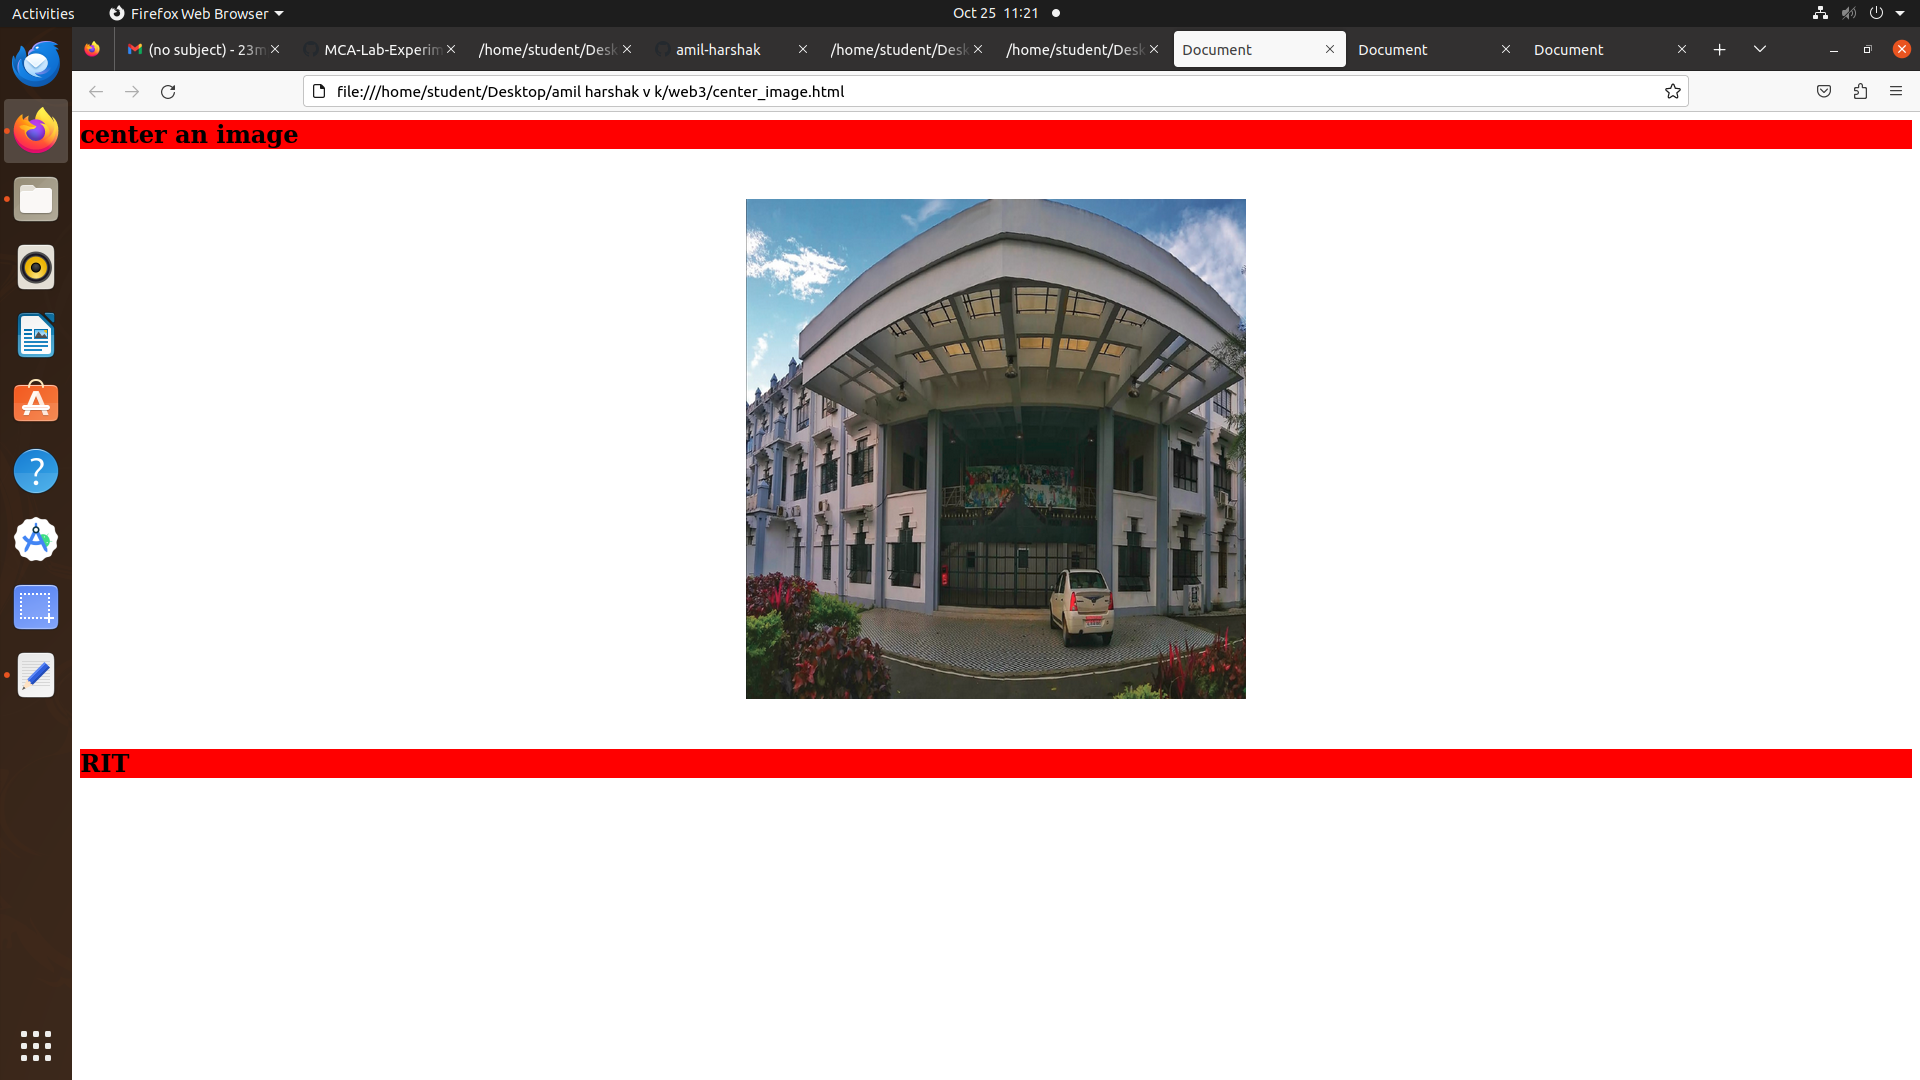 Activities
Firefox Web Browser
Oct 25 11:21
(no subject) - 23m
MCA-Lab-Experim
/home/student/Desk
amil-harshak
/home/student/Desk
/home/student/Desk
Document
Document
Document
file:///home/student/Desktop/amil harshak v k/web3/center_image.html
center an image
RIT